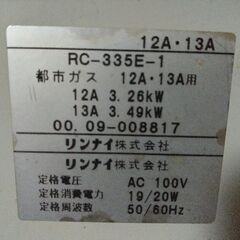 12A・13A
RC-335E-1
都市ガス 12A・13A用
12A 3.26kW
13A 3.49kW
00.09-008817
リンナイ株式会社
リンナイ株式会社
定格電圧 AC 100V
定格消費電力 19/20W
定格周波数 50/60Hz